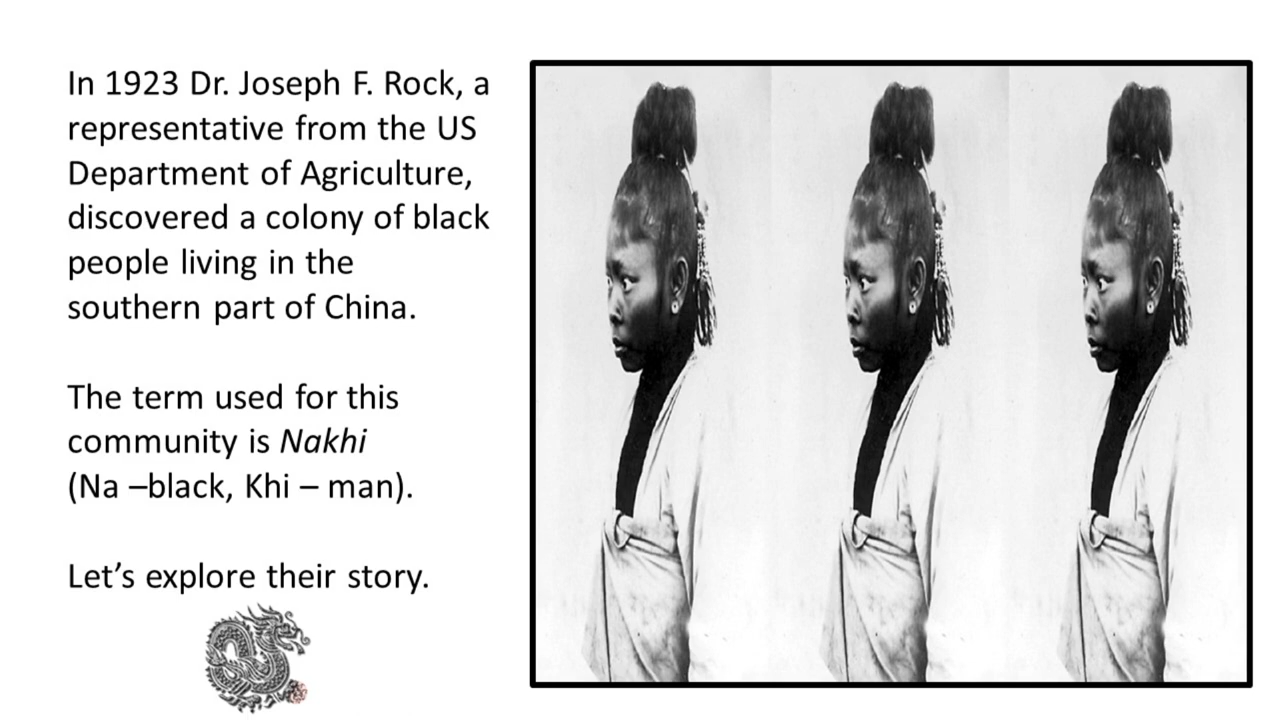 In 1923 Dr. Joseph F. Rock, a
representative from the US
Department of Agriculture,
discovered a colony of black
people living in the
southern part of China.
The term used for this
community is Nakhi
(Na –black, Khi – man).
Let’s explore their story.